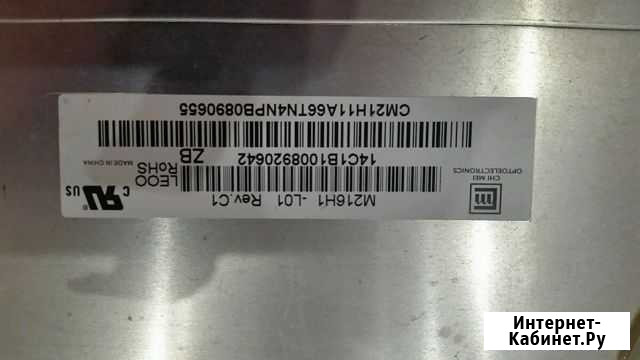 CHI MEI
OPTOELECTRONICS
M216H1 -L01 Rev.C1
14C1B1008920642
LEOO
RoHS
ZB
C US
MADE IN CHINA
CM21H11A66TN4NPB0890655
Интернет-
Кабинет.Ру